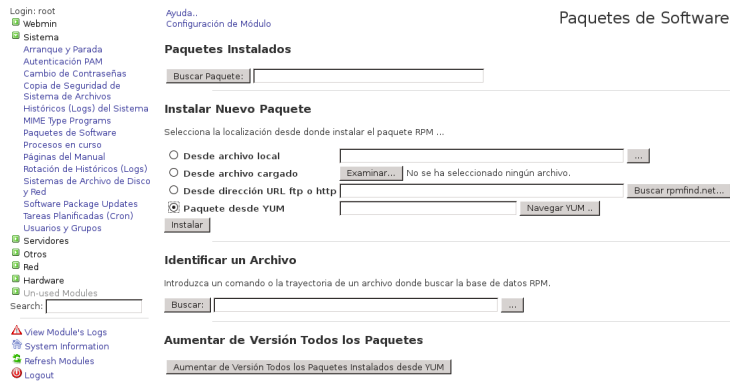 Login: root
Webmin
Sistema
Arranque y Parada
Autenticación PAM
Cambio de Contraseñas
Copia de Seguridad de
Sistema de Archivos
Históricos (Logs) del Sistema
MIME Type Programs
Paquetes de Software
Procesos en curso
Páginas del Manual
Rotación de Históricos (Logs)
Sistemas de Archivo de Disco
y Red
Software Package Updates
Tareas Planificadas (Cron)
Usuarios y Grupos
Servidores
Otros
Red
Hardware
Un-used Modules
Search:
View Module's Logs
System Information
Refresh Modules
Logout
Ayuda..
Configuración de Módulo
Paquetes de Software
Paquetes Instalados
Buscar Paquete:
Instalar Nuevo Paquete
Selecciona la localización desde donde instalar el paquete RPM ...
Desde archivo local ...
Desde archivo cargado Examinar... No se ha seleccionado ningún archivo.
Desde dirección URL ftp o http Buscar rpmfind.net...
Paquete desde YUM Navegar YUM ..
Instalar
Identificar un Archivo
Introduzca un comando o la trayectoria de un archivo donde buscar la base de datos RPM.
Buscar: ...
Aumentar de Versión Todos los Paquetes
Aumentar de Versión Todos los Paquetes Instalados desde YUM